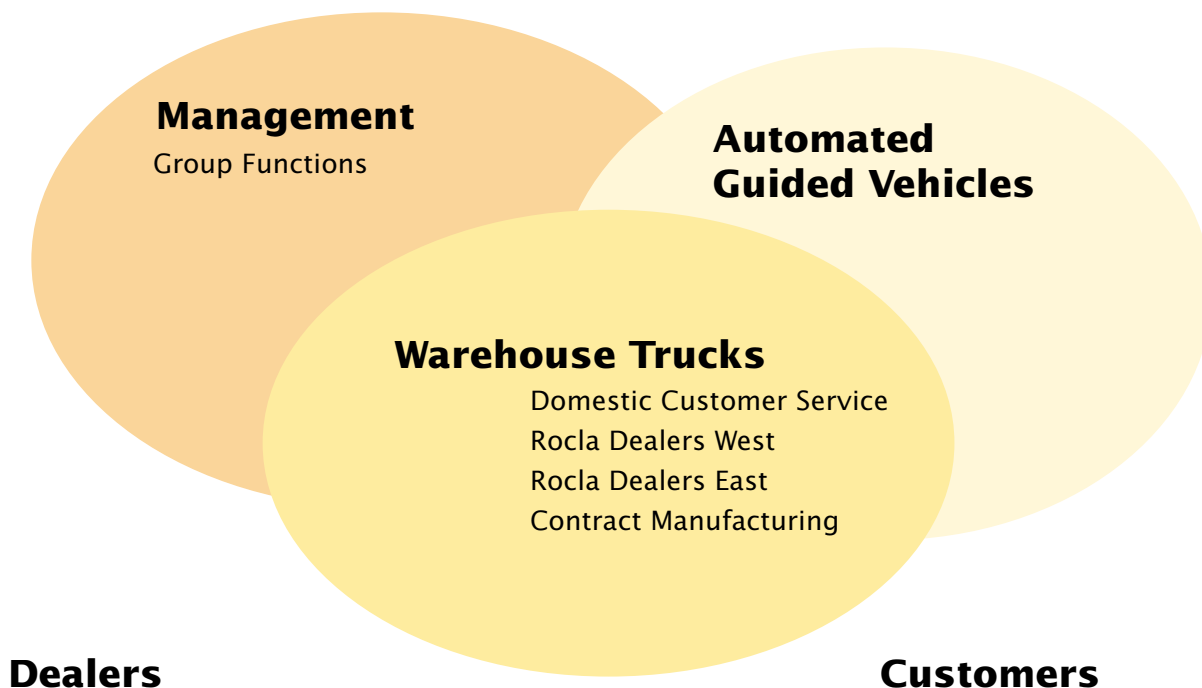 Management
Group Functions
Automated
Guided Vehicles
Warehouse Trucks
Domestic Customer Service
Rocla Dealers West
Rocla Dealers East
Contract Manufacturing
Dealers
Customers